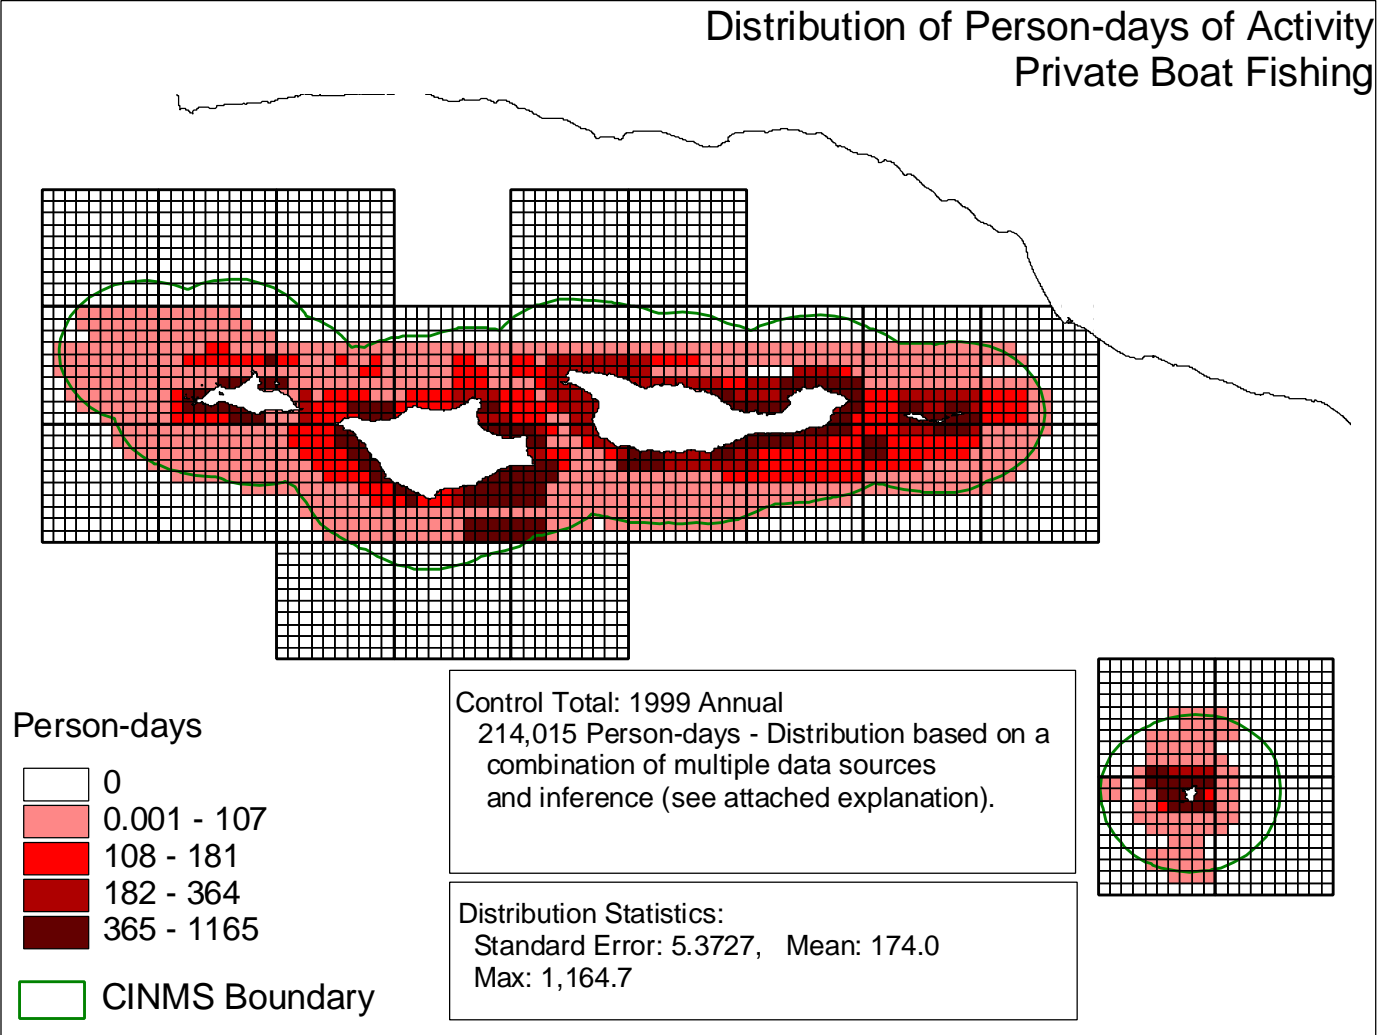 Distribution of Person-days of Activity
Private Boat Fishing
Control Total: 1999 Annual
214,015 Person-days - Distribution based on a
combination of multiple data sources
and inference (see attached explanation).
Person-days
0
0.001 - 107
108 - 181
182 - 364
365 - 1165
CINMS Boundary
Distribution Statistics:
Standard Error: 5.3727, Mean: 174.0
Max: 1,164.7